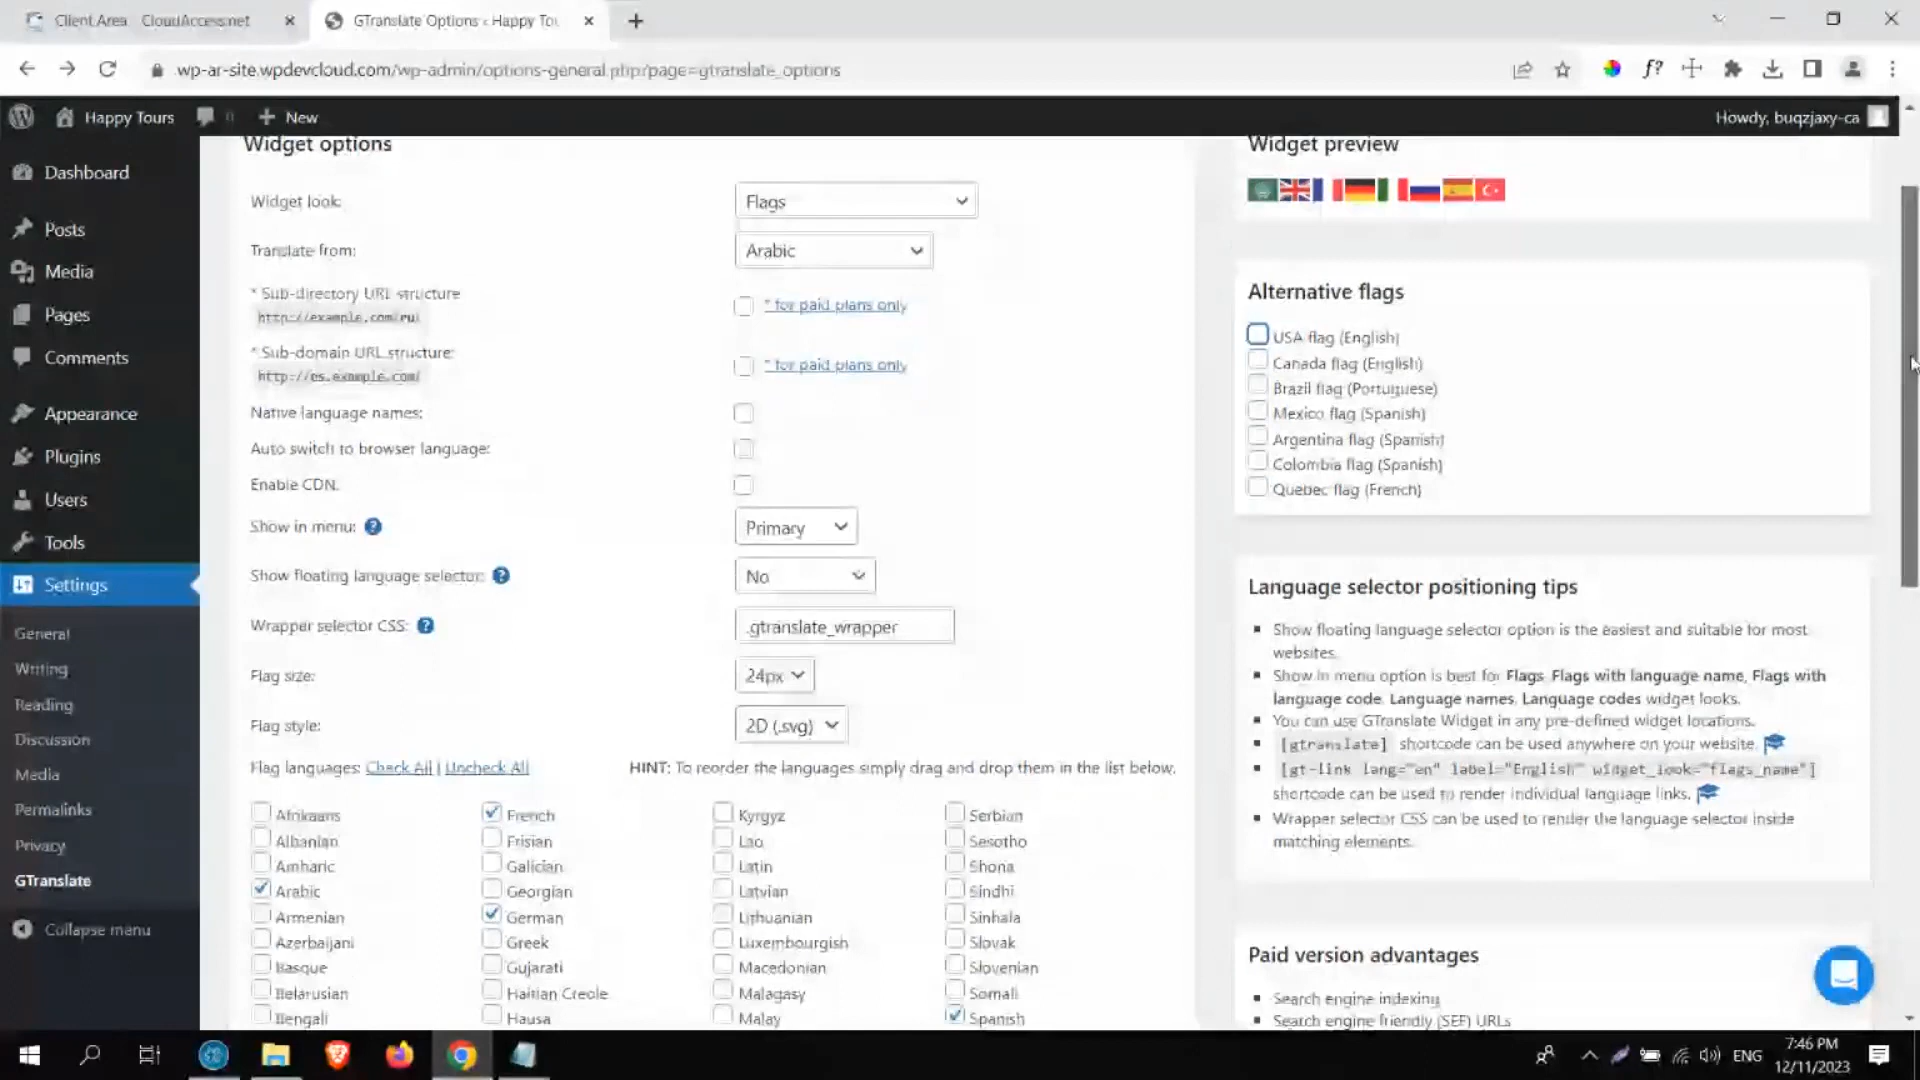 Client Area CloudAccess.net
GTranslate Options ‹ Happy Tou
wp-ar-site.wpdevcloud.com/wp-admin/options-general.php?page=gtranslate_options
f?
Happy Tours
0
New
Howdy, buqzjaxy-ca
Dashboard
Posts
Media
Pages
Comments
Appearance
Plugins
Users
Tools
Settings
General
Writing
Reading
Discussion
Media
Permalinks
Privacy
GTranslate
Collapse menu
Widget options
Widget look:
Flags
Translate from:
Arabic
* Sub-directory URL structure
http://example.com/ru/
* for paid plans only
* Sub-domain URL structure:
http://es.example.com/
* for paid plans only
Native language names:
Auto switch to browser language:
Enable CDN:
Show in menu: ?
Primary
Show floating language selector: ?
No
Wrapper selector CSS: ?
.gtranslate_wrapper
Flag size:
24px
Flag style:
2D (.svg)
Flag languages: Check All | Uncheck All
HINT: To reorder the languages simply drag and drop them in the list below.
Afrikaans French Kyrgyz Serbian
Albanian Frisian Lao Sesotho
Amharic Galician Latin Shona
Arabic Georgian Latvian Sindhi
Armenian German Lithuanian Sinhala
Azerbaijani Greek Luxembourgish Slovak
Basque Gujarati Macedonian Slovenian
Belarusian Haitian Creole Malagasy Somali
Bengali Hausa Malay Spanish
Widget preview
Alternative flags
USA flag (English)
Canada flag (English)
Brazil flag (Portuguese)
Mexico flag (Spanish)
Argentina flag (Spanish)
Colombia flag (Spanish)
Quebec flag (French)
Language selector positioning tips
Show floating language selector option is the easiest and suitable for most
websites.
Show in menu option is best for Flags, Flags with language name, Flags with
language code, Language names, Language codes widget looks.
You can use GTranslate Widget in any pre-defined widget locations.
[gtranslate] shortcode can be used anywhere on your website.
[gt-link lang="en" label="English" widget_look="flags_name"]
shortcode can be used to render individual language links.
Wrapper selector CSS can be used to render the language selector inside
matching elements.
Paid version advantages
Search engine indexing
Search engine friendly (SEF) URLs
ENG
7:46 PM
12/11/2023